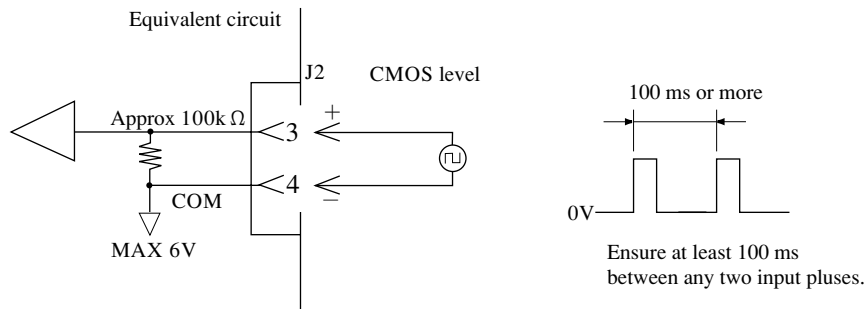 Equivalent circuit
J2
CMOS level
Approx 100k Ω
3
+
4
−
COM
MAX 6V
100 ms or more
0V
Ensure at least 100 ms
between any two input pluses.